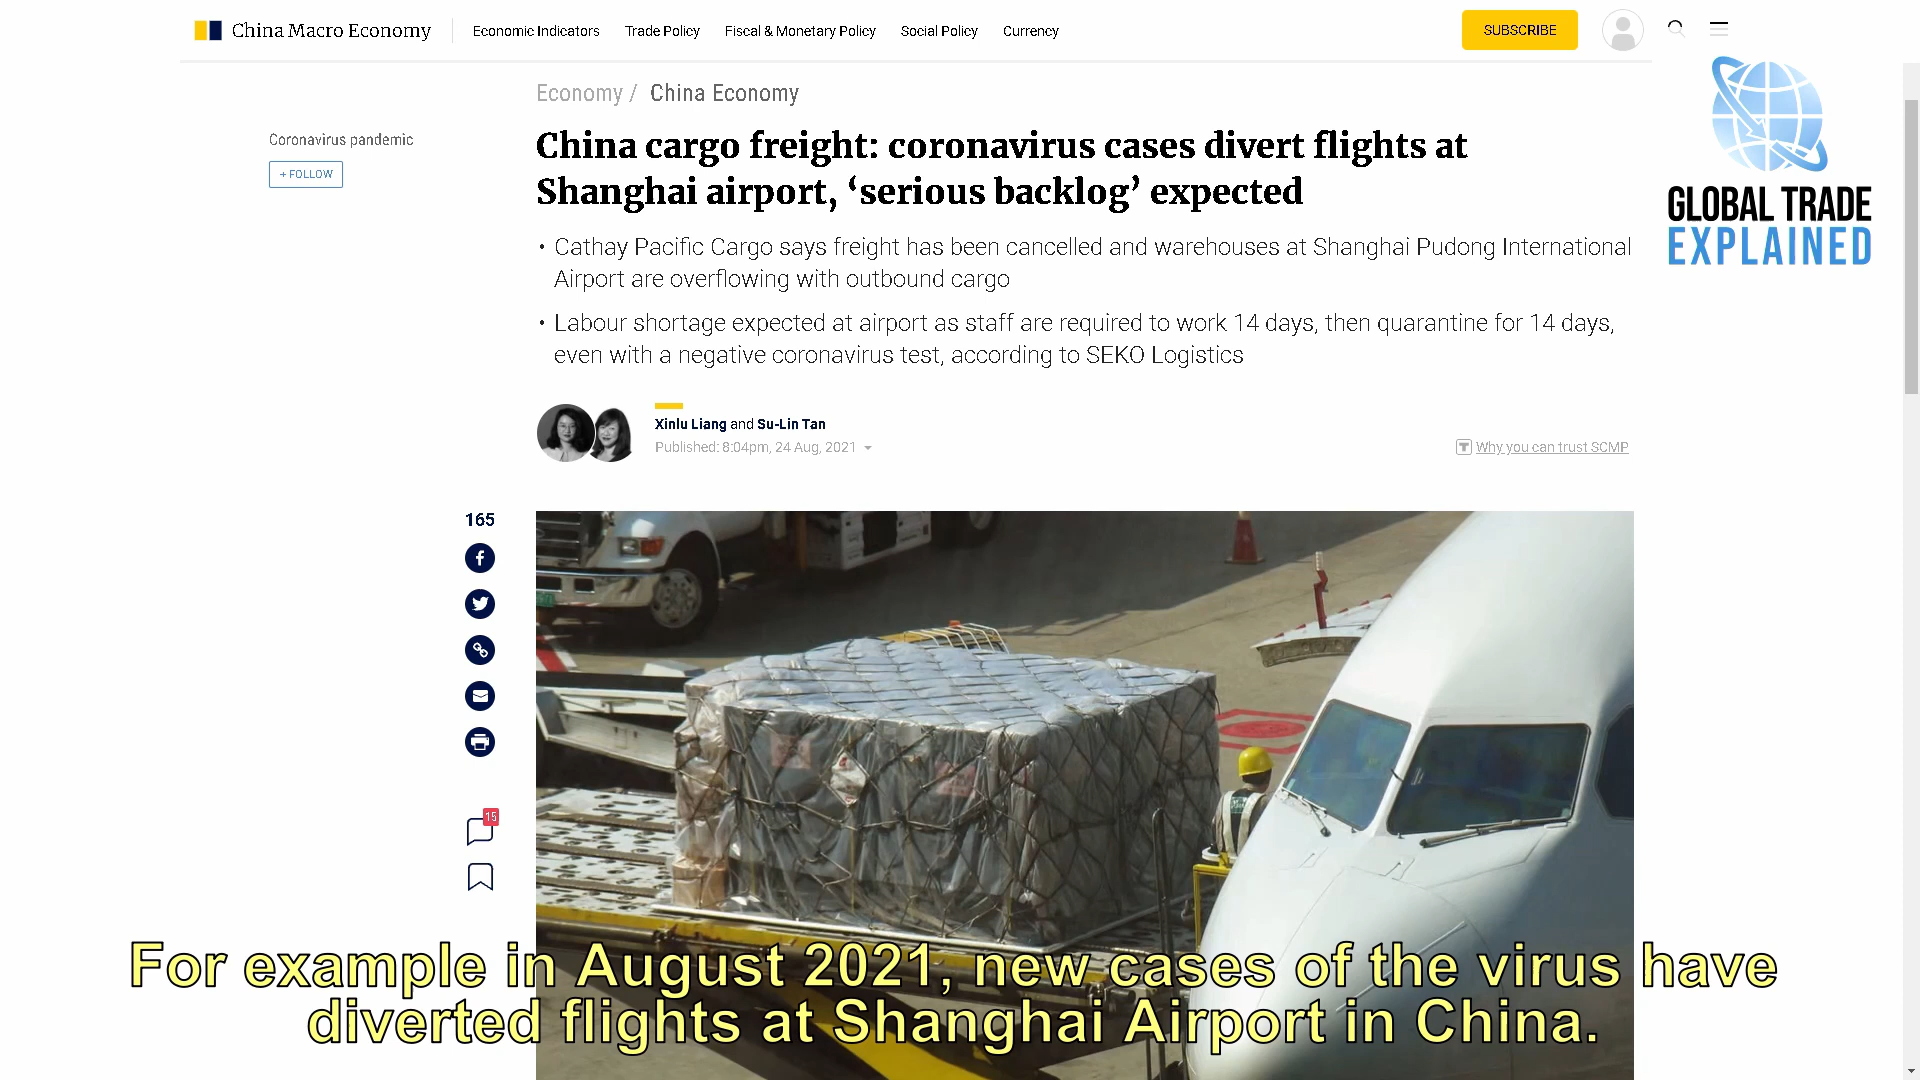 China Macro Economy
Economic Indicators
Trade Policy
Fiscal & Monetary Policy
Social Policy
Currency
SUBSCRIBE
Economy / China Economy
Coronavirus pandemic
+ FOLLOW
China cargo freight: coronavirus cases divert flights at
Shanghai airport, ‘serious backlog’ expected
GLOBAL TRADE
EXPLAINED
• Cathay Pacific Cargo says freight has been cancelled and warehouses at Shanghai Pudong International
Airport are overflowing with outbound cargo
• Labour shortage expected at airport as staff are required to work 14 days, then quarantine for 14 days,
even with a negative coronavirus test, according to SEKO Logistics
Xinlu Liang and Su-Lin Tan
Published: 8:04pm, 24 Aug, 2021
Why you can trust SCMP
165
15
For example in August 2021, new cases of the virus have
diverted flights at Shanghai Airport in China.